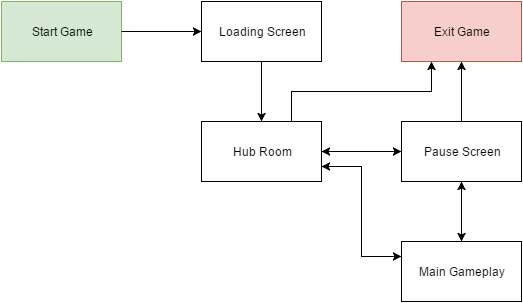 Start Game
Loading Screen
Exit Game
Hub Room
Pause Screen
Main Gameplay